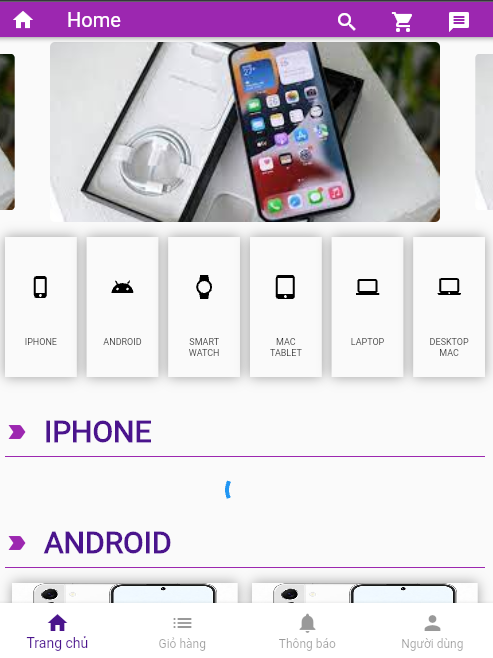 Home
IPHONE
ANDROID
SMART
WATCH
MAC
TABLET
LAPTOP
DESKTOP
MAC
IPHONE
ANDROID
Trang chủ
Giỏ hàng
Thông báo
Người dùng